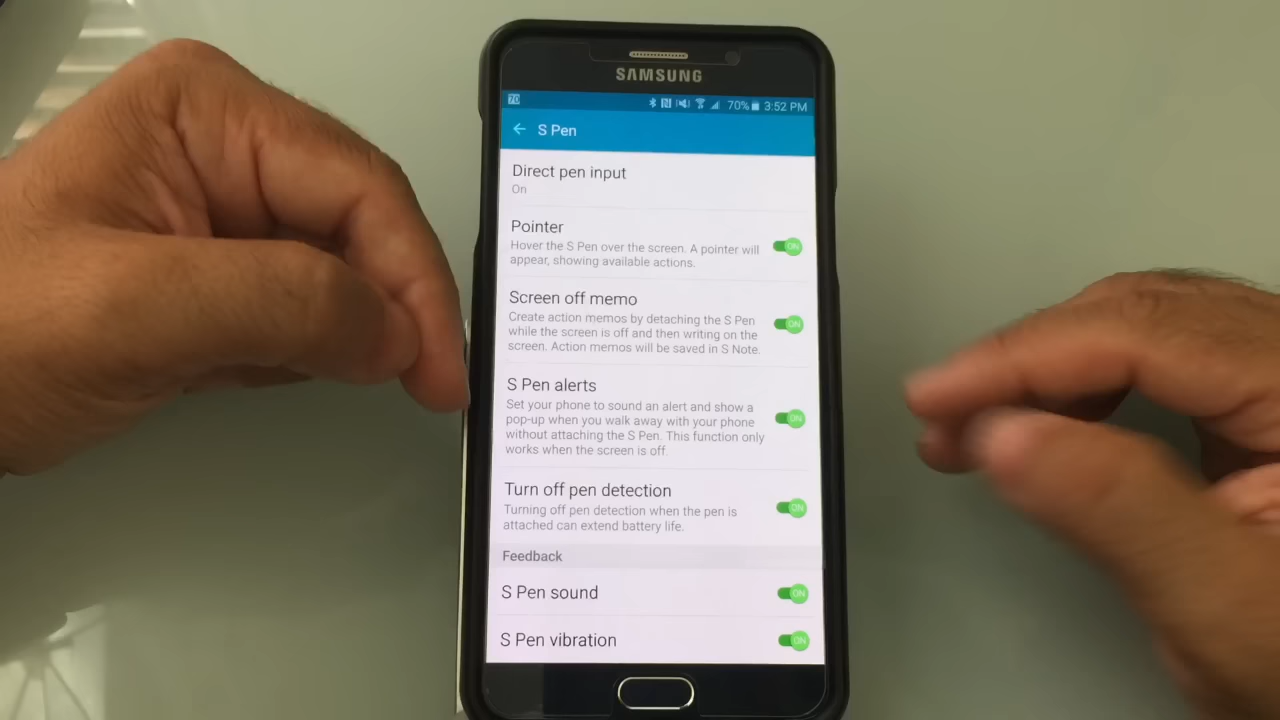 SAMSUNG
70 70% 3:52 PM
S Pen
Direct pen input
On
Pointer
Hover the S Pen over the screen. A pointer will
appear, showing available actions.
ON
Screen off memo
Create action memos by detaching the S Pen
while the screen is off and then writing on the
screen. Action memos will be saved in S Note.
ON
S Pen alerts
Set your phone to sound an alert and show a
pop-up when you walk away with your phone
without attaching the S Pen. This function only
works when the screen is off.
ON
Turn off pen detection
Turning off pen detection when the pen is
attached can extend battery life.
ON
Feedback
S Pen sound
ON
S Pen vibration
ON